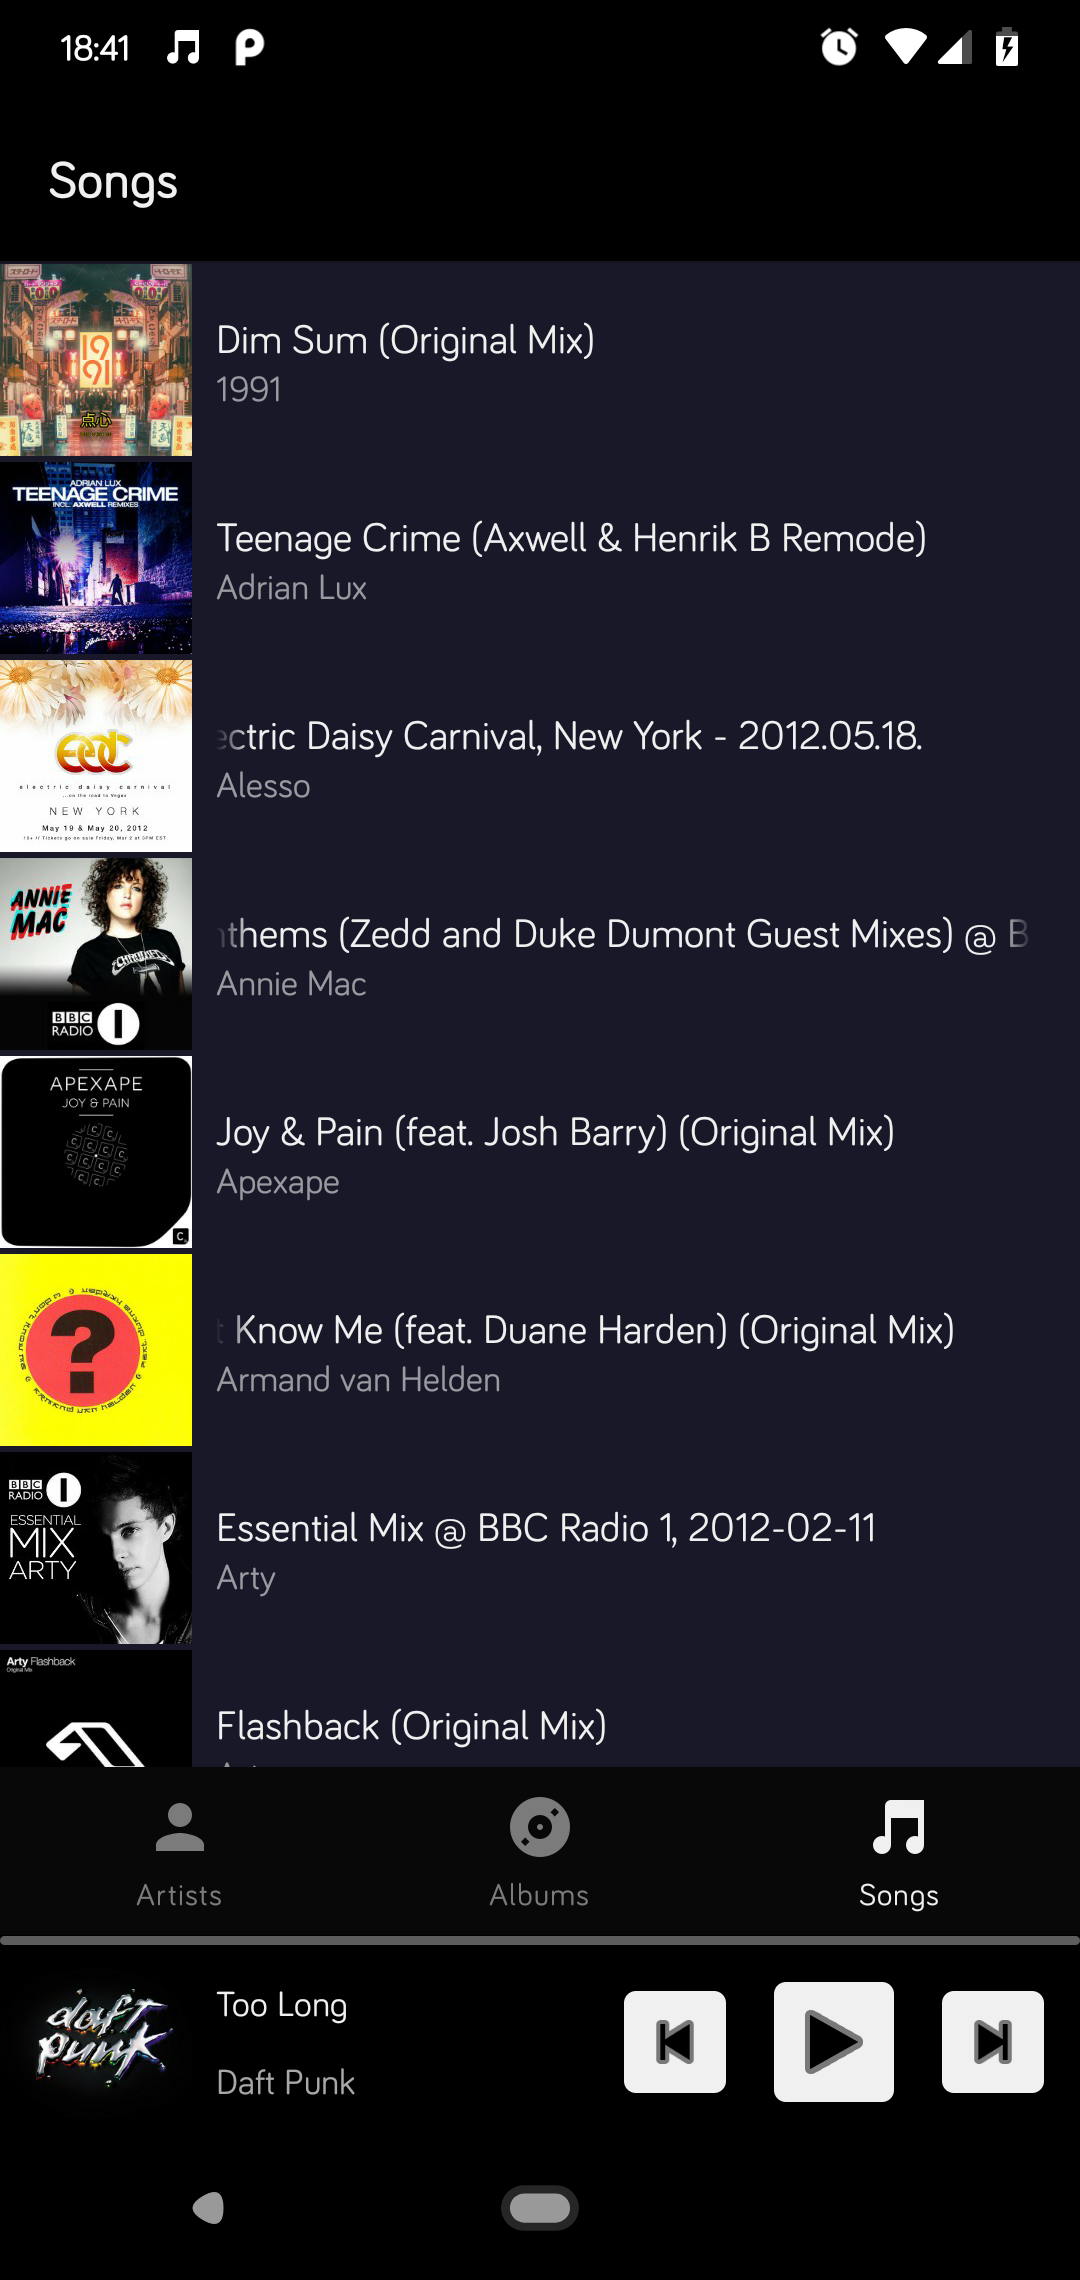 18:41
Songs
19
91
点心
Dim Sum (Original Mix)
1991
ADRIAN LUX
TEENAGE CRIME
INCL. AXWELL REMIXES
Teenage Crime (Axwell & Henrik B Remode)
Adrian Lux
edc
electric daisy carnival
...on the road to Vegas
NEW YORK
May 19 & May 20, 2012
ectric Daisy Carnival, New York - 2012.05.18.
Alesso
ANNIE
MAC
BBC
RADIO 1
nthems (Zedd and Duke Dumont Guest Mixes) @ B
Annie Mac
APEXAPE
JOY & PAIN
Joy & Pain (feat. Josh Barry) (Original Mix)
Apexape
?
t Know Me (feat. Duane Harden) (Original Mix)
Armand van Helden
BBC
RADIO 1
ESSENTIAL
MIX
ARTY
Essential Mix @ BBC Radio 1, 2012-02-11
Arty
Arty Flashback
Original Mix
Flashback (Original Mix)
Artists
Albums
Songs
daft
punk
Too Long
Daft Punk